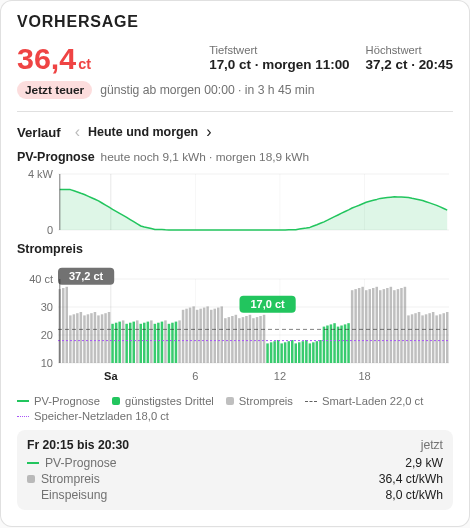 VORHERSAGE
36,4 ct
Tiefstwert
17,0 ct · morgen 11:00
Höchstwert
37,2 ct · 20:45
Jetzt teuer
günstig ab morgen 00:00 · in 3 h 45 min
Verlauf ‹ Heute und morgen ›
PV-Prognose heute noch 9,1 kWh · morgen 18,9 kWh
4 kW
0
Strompreis
40 ct
37,2 ct
17,0 ct
30
20
10
Sa 6 12 18
PV-Prognose günstigstes Drittel Strompreis Smart-Laden 22,0 ct
Speicher-Netzladen 18,0 ct
Fr 20:15 bis 20:30 jetzt
PV-Prognose 2,9 kW
Strompreis 36,4 ct/kWh
Einspeisung 8,0 ct/kWh